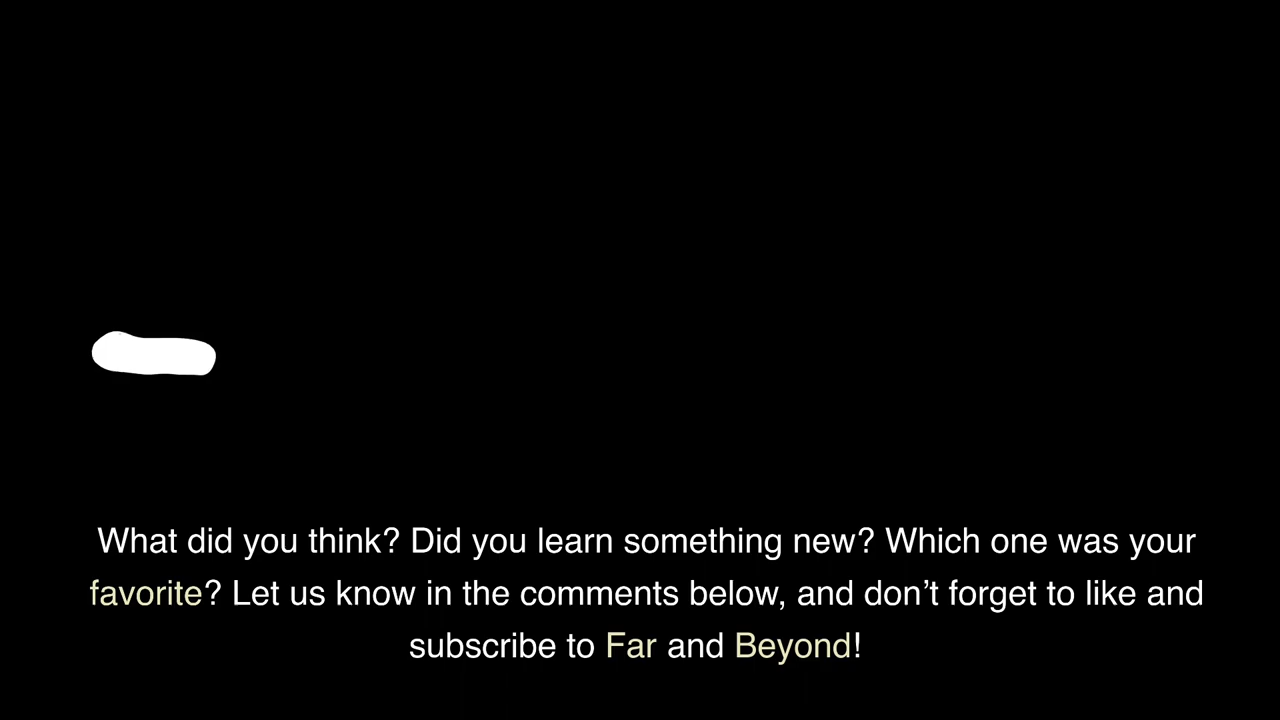 What did you think? Did you learn something new? Which one was your
favorite? Let us know in the comments below, and don’t forget to like and
subscribe to Far and Beyond!